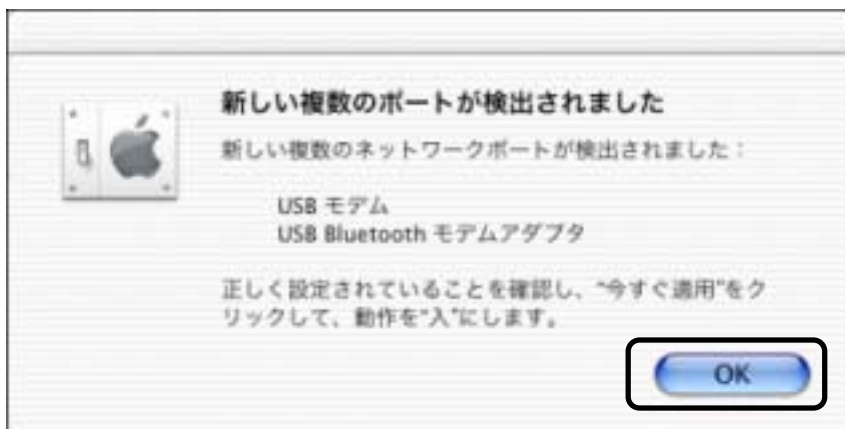 新しい複数のポートが検出されました
新しい複数のネットワークポートが検出されました：
USB モデム
USB Bluetooth モデムアダプタ
正しく設定されていることを確認し、“今すぐ適用”をク
リックして、動作を“入”にします。
OK